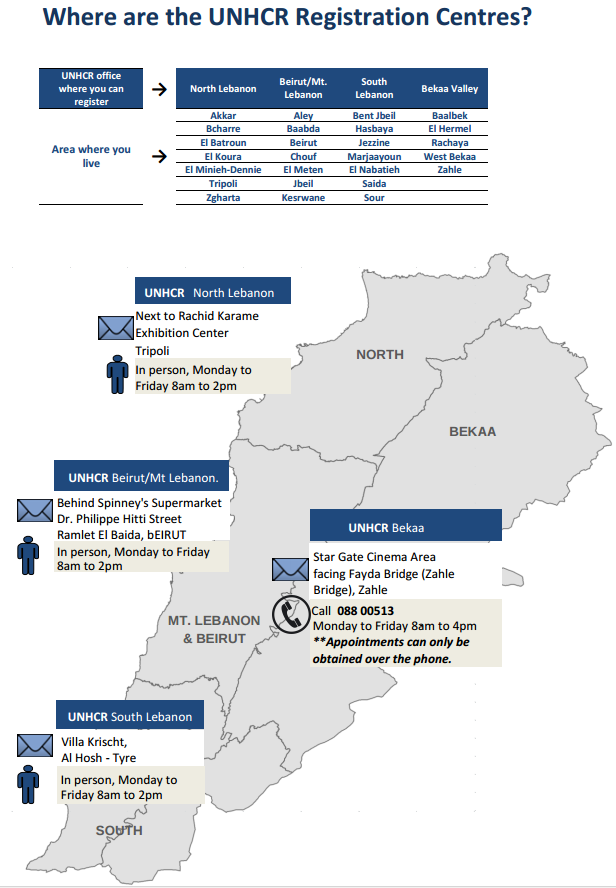 Where are the UNHCR Registration Centres?
UNHCR office
where you can
register
North Lebanon
Beirut/Mt.
Lebanon
South
Lebanon
Bekaa Valley
Area where you
live
Akkar Aley Bent Jbeil Baalbek
Bcharre Baabda Hasbaya El Hermel
El Batroun Beirut Jezzine Rachaya
El Koura Chouf Marjaayoun West Bekaa
El Minieh-Dennie El Meten El Nabatieh Zahle
Tripoli Jbeil Saida
Zgharta Kesrwane Sour
UNHCR North Lebanon
Next to Rachid Karame
Exhibition Center
Tripoli
In person, Monday to
Friday 8am to 2pm
NORTH
BEKAA
UNHCR Beirut/Mt Lebanon.
Behind Spinney's Supermarket
Dr. Philippe Hitti Street
Ramlet El Baida, bEIRUT
In person, Monday to Friday
8am to 2pm
UNHCR Bekaa
Star Gate Cinema Area
facing Fayda Bridge (Zahle
Bridge), Zahle
Call 088 00513
Monday to Friday 8am to 4pm
**Appointments can only be
obtained over the phone.
MT. LEBANON
& BEIRUT
UNHCR South Lebanon
Villa Krischt,
Al Hosh - Tyre
In person, Monday to
Friday 8am to 2pm
SOUTH